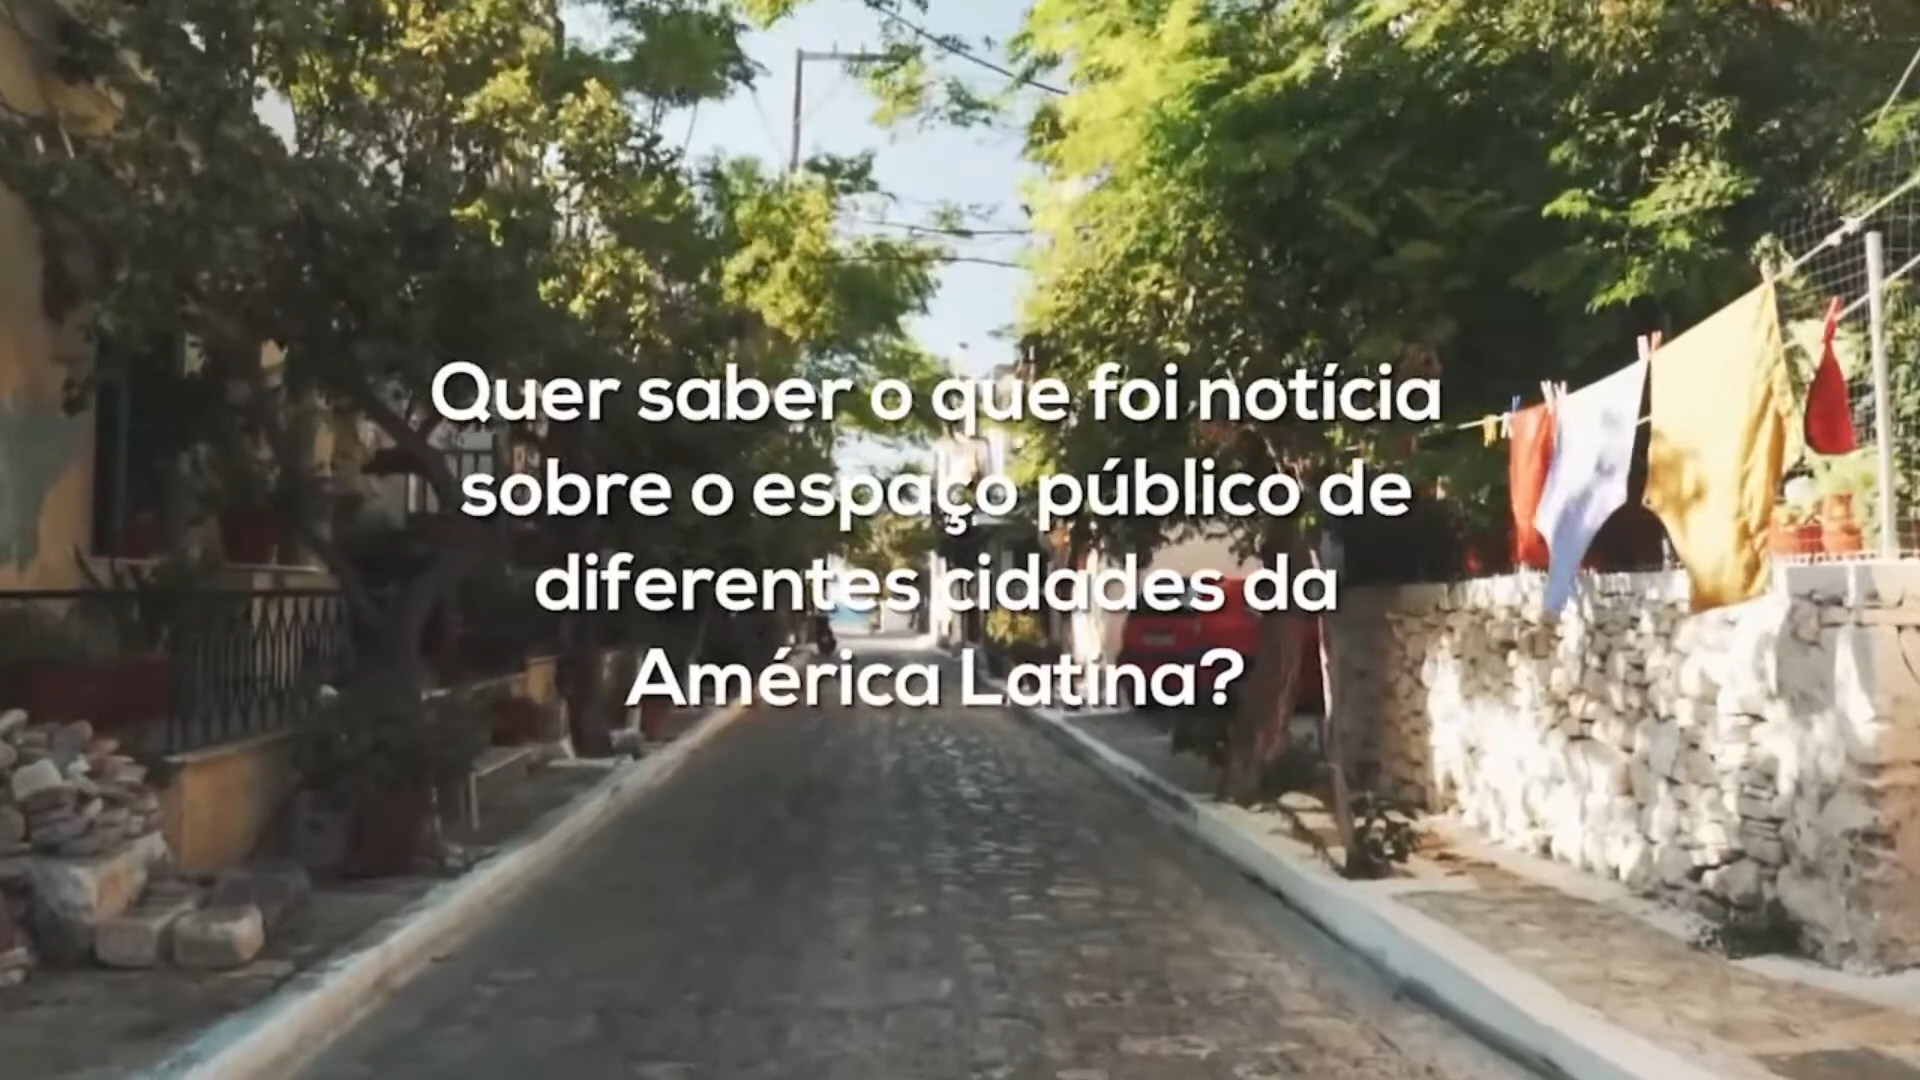 Quer saber o que foi notícia
sobre o espaço público de
diferentes cidades da
América Latina?